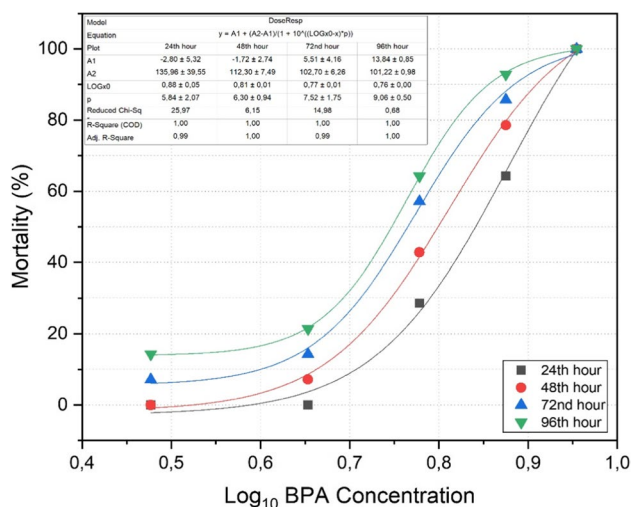 Model DoseResp
Equation y = A1 + (A2-A1)/(1 + 10^((LOGx0-x)*p))
Plot 24th hour 48th hour 72nd hour 96th hour
A1 -2,80 ± 5,32 -1,72 ± 2,74 5,51 ± 4,16 13,84 ± 0,85
A2 135,96 ± 39,55 112,30 ± 7,49 102,70 ± 6,26 101,22 ± 0,98
LOGx0 0,88 ± 0,05 0,81 ± 0,01 0,77 ± 0,01 0,76 ± 0,00
p 5,84 ± 2,07 6,30 ± 0,94 7,52 ± 1,75 9,06 ± 0,50
Reduced Chi-Sq 25,97 6,15 14,98 0,68
R-Square (COD) 1,00 1,00 1,00 1,00
Adj. R-Square 0,99 1,00 0,99 1,00
100
80
60
40
20
0
Mortality (%)
24th hour
48th hour
72nd hour
96th hour
0,4 0,5 0,6 0,7 0,8 0,9 1,0
Log10 BPA Concentration